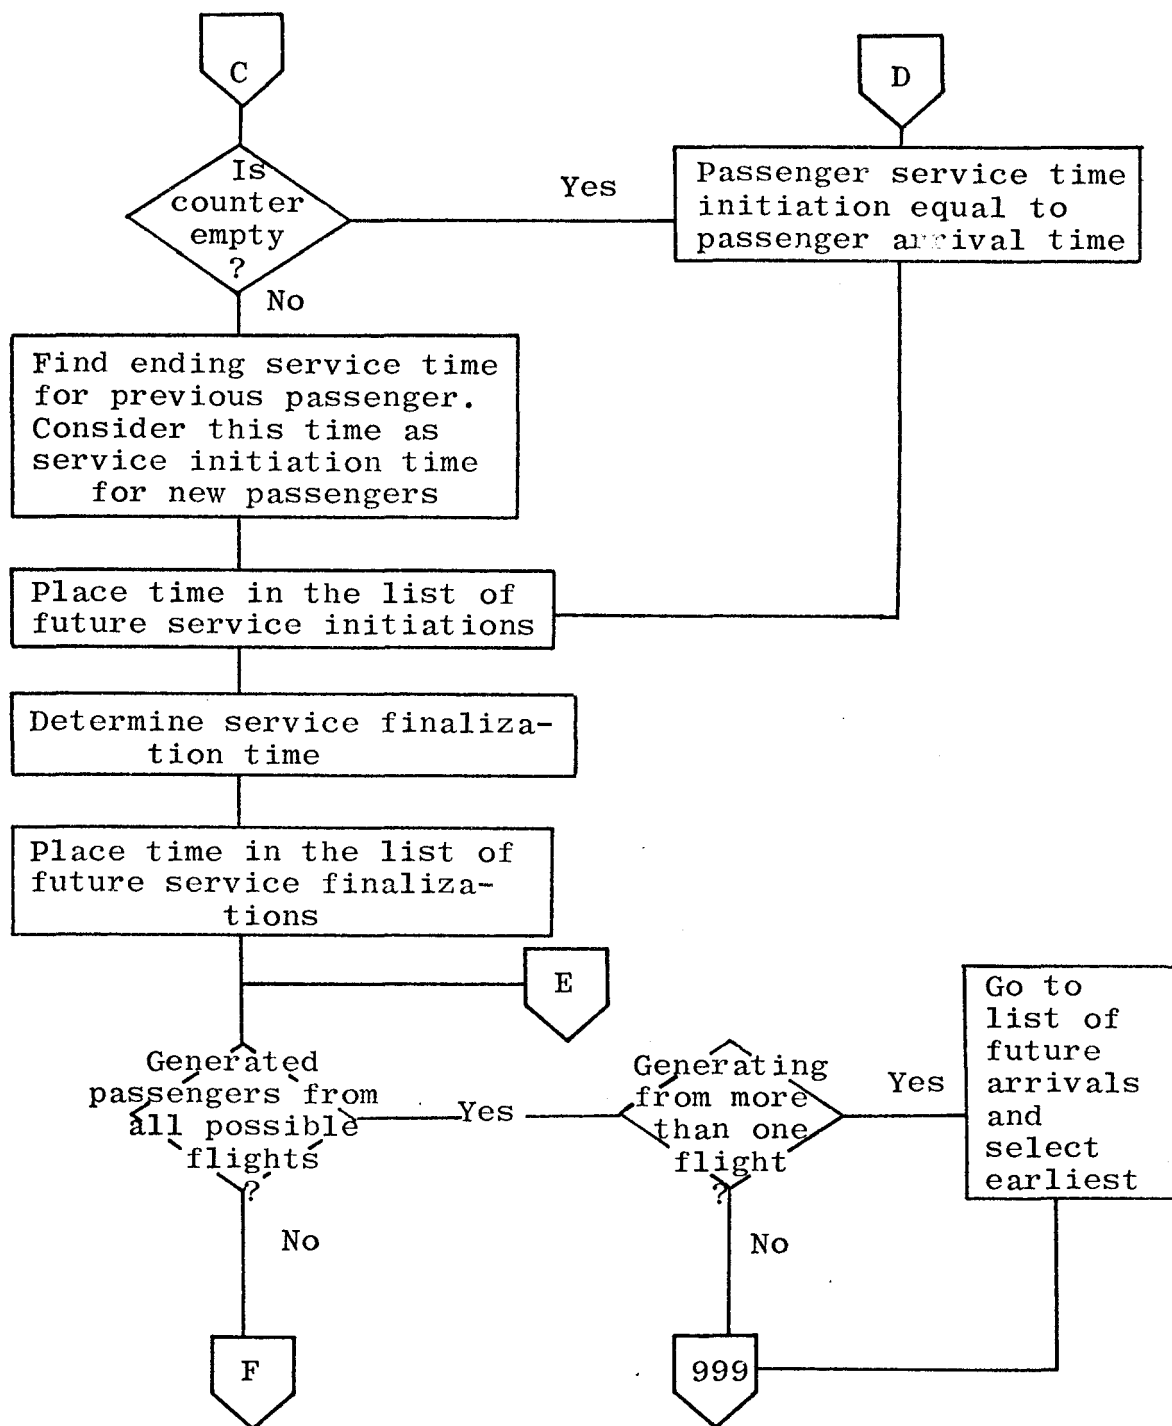 C
D
Is
counter
empty
?
Yes
Passenger service time
initiation equal to
passenger arrival time
No
Find ending service time
for previous passenger.
Consider this time as
service initiation time
for new passengers
Place time in the list of
future service initiations
Determine service finaliza-
tion time
Place time in the list of
future service finaliza-
tions
E
Generated
passengers from
all possible
flights
?
Yes
Generating
from more
than one
flight
?
Yes
Go to
list of
future
arrivals
and
select
earliest
No
No
F
999